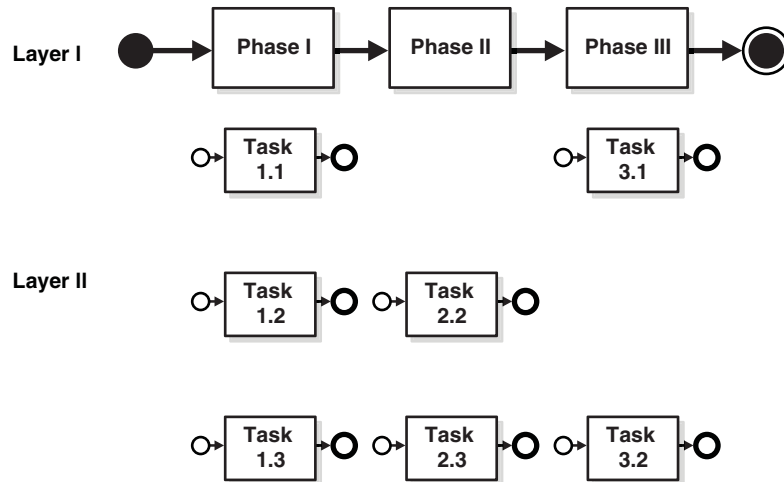 Layer I
Phase I
Phase II
Phase III
Task
1.1
Task
3.1
Layer II
Task
1.2
Task
2.2
Task
1.3
Task
2.3
Task
3.2